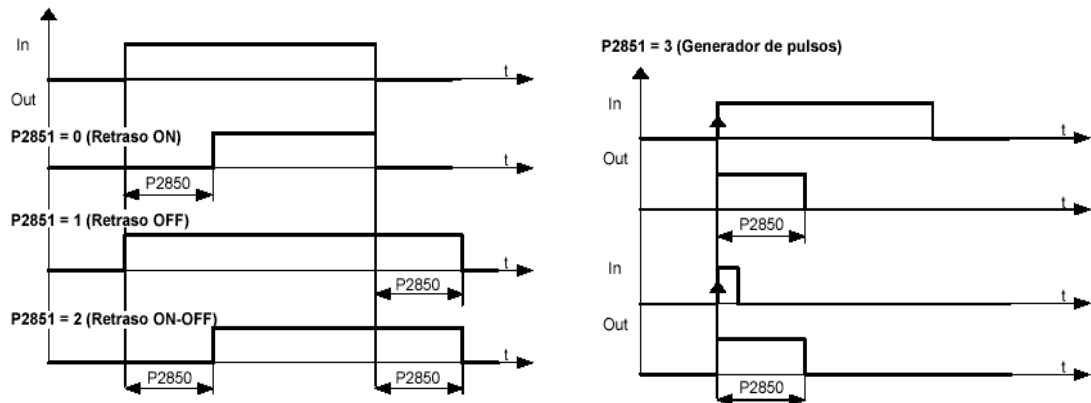 In
t
Out
P2851 = 0 (Retraso ON)
t
P2850
P2851 = 1 (Retraso OFF)
t
P2850
P2851 = 2 (Retraso ON-OFF)
t
P2850
P2850
P2851 = 3 (Generador de pulsos)
In
t
Out
t
P2850
In
t
Out
t
P2850